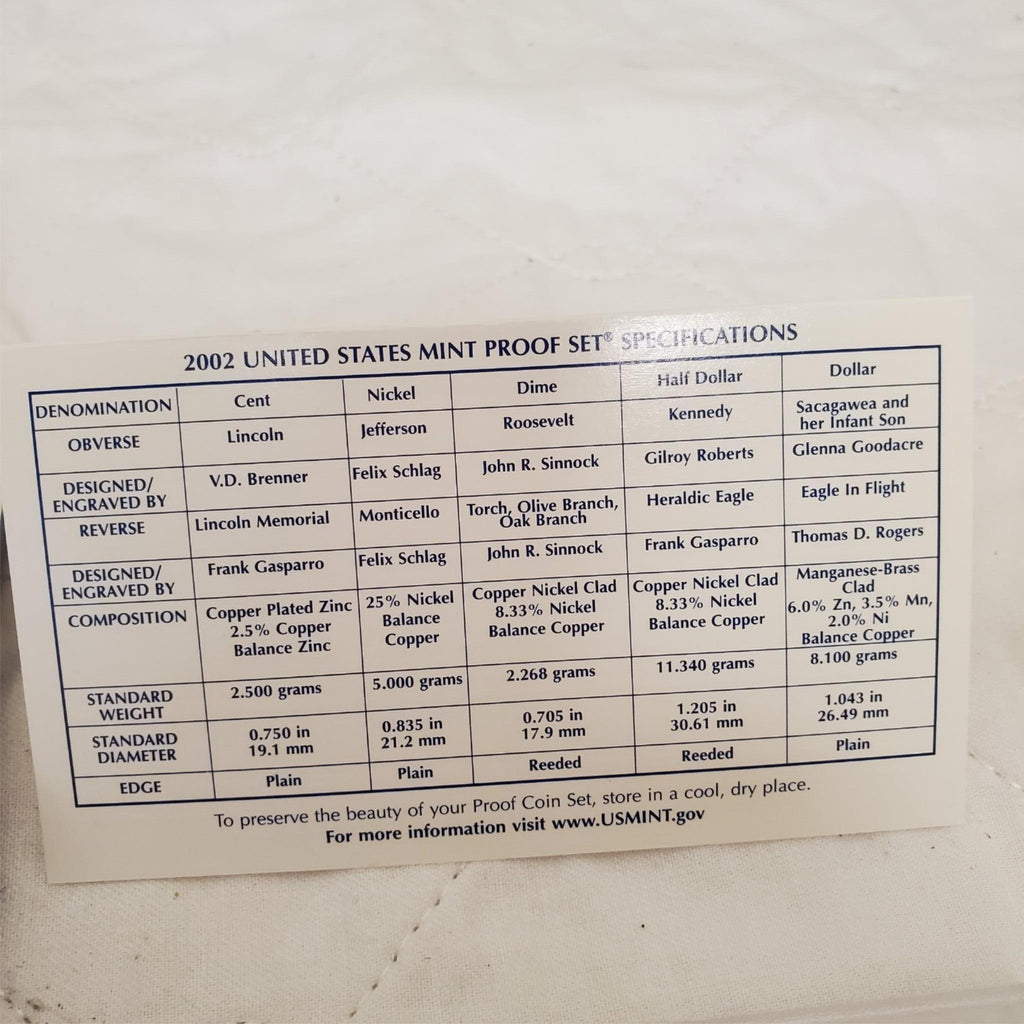 2002 UNITED STATES MINT PROOF SET® SPECIFICATIONS
DENOMINATION Cent Nickel Dime Half Dollar Dollar
OBVERSE Lincoln Jefferson Roosevelt Kennedy Sacagawea and
her Infant Son
DESIGNED/ V.D. Brenner Felix Schlag John R. Sinnock Gilroy Roberts Glenna Goodacre
ENGRAVED BY
REVERSE Lincoln Memorial Monticello Torch, Olive Branch, Heraldic Eagle Eagle In Flight
Oak Branch
DESIGNED/ Frank Gasparro Felix Schlag John R. Sinnock Frank Gasparro Thomas D. Rogers
ENGRAVED BY
COMPOSITION Copper Plated Zinc 25% Nickel Copper Nickel Clad Copper Nickel Clad Manganese-Brass
2.5% Copper Balance 8.33% Nickel 8.33% Nickel Clad
Balance Zinc Copper Balance Copper Balance Copper 6.0% Zn, 3.5% Mn,
2.0% Ni
Balance Copper
STANDARD 2.500 grams 5.000 grams 2.268 grams 11.340 grams 8.100 grams
WEIGHT
STANDARD 0.750 in 0.835 in 0.705 in 1.205 in 1.043 in
DIAMETER 19.1 mm 21.2 mm 17.9 mm 30.61 mm 26.49 mm
EDGE Plain Plain Reeded Reeded Plain
To preserve the beauty of your Proof Coin Set, store in a cool, dry place.
For more information visit www.USMINT.gov